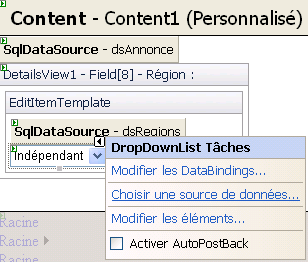 Content - Content1 (Personnalisé)
SqlDataSource - dsAnnonce
DetailsView1 - Field[8] - Région :
EditItemTemplate
SqlDataSource - dsRegions
Indépendant
DropDownList Tâches
Modifier les DataBindings...
Choisir une source de données...
Modifier les éléments...
Activer AutoPostBack
Racine
Racine
Racine